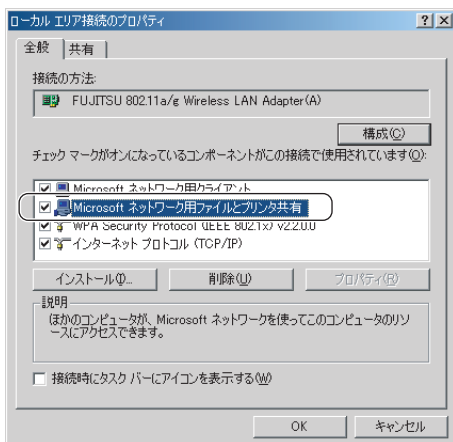 ローカル エリア接続のプロパティ
全般
共有
接続の方法:
FUJITSU 802.11a/g Wireless LAN Adapter(A)
構成(C)
チェック マークがオンになっているコンポーネントがこの接続で使用されています(O):
Microsoft ネットワーク用クライアント
Microsoft ネットワーク用ファイルとプリンタ共有
WPA Security Protocol (IEEE 802.1x) v2.2.0.0
インターネット プロトコル (TCP/IP)
インストール(I)...
削除(U)
プロパティ(R)
説明
ほかのコンピュータが、Microsoft ネットワークを使ってこのコンピュータのリソ
ースにアクセスできます。
接続時にタスク バーにアイコンを表示する(W)
OK
キャンセル